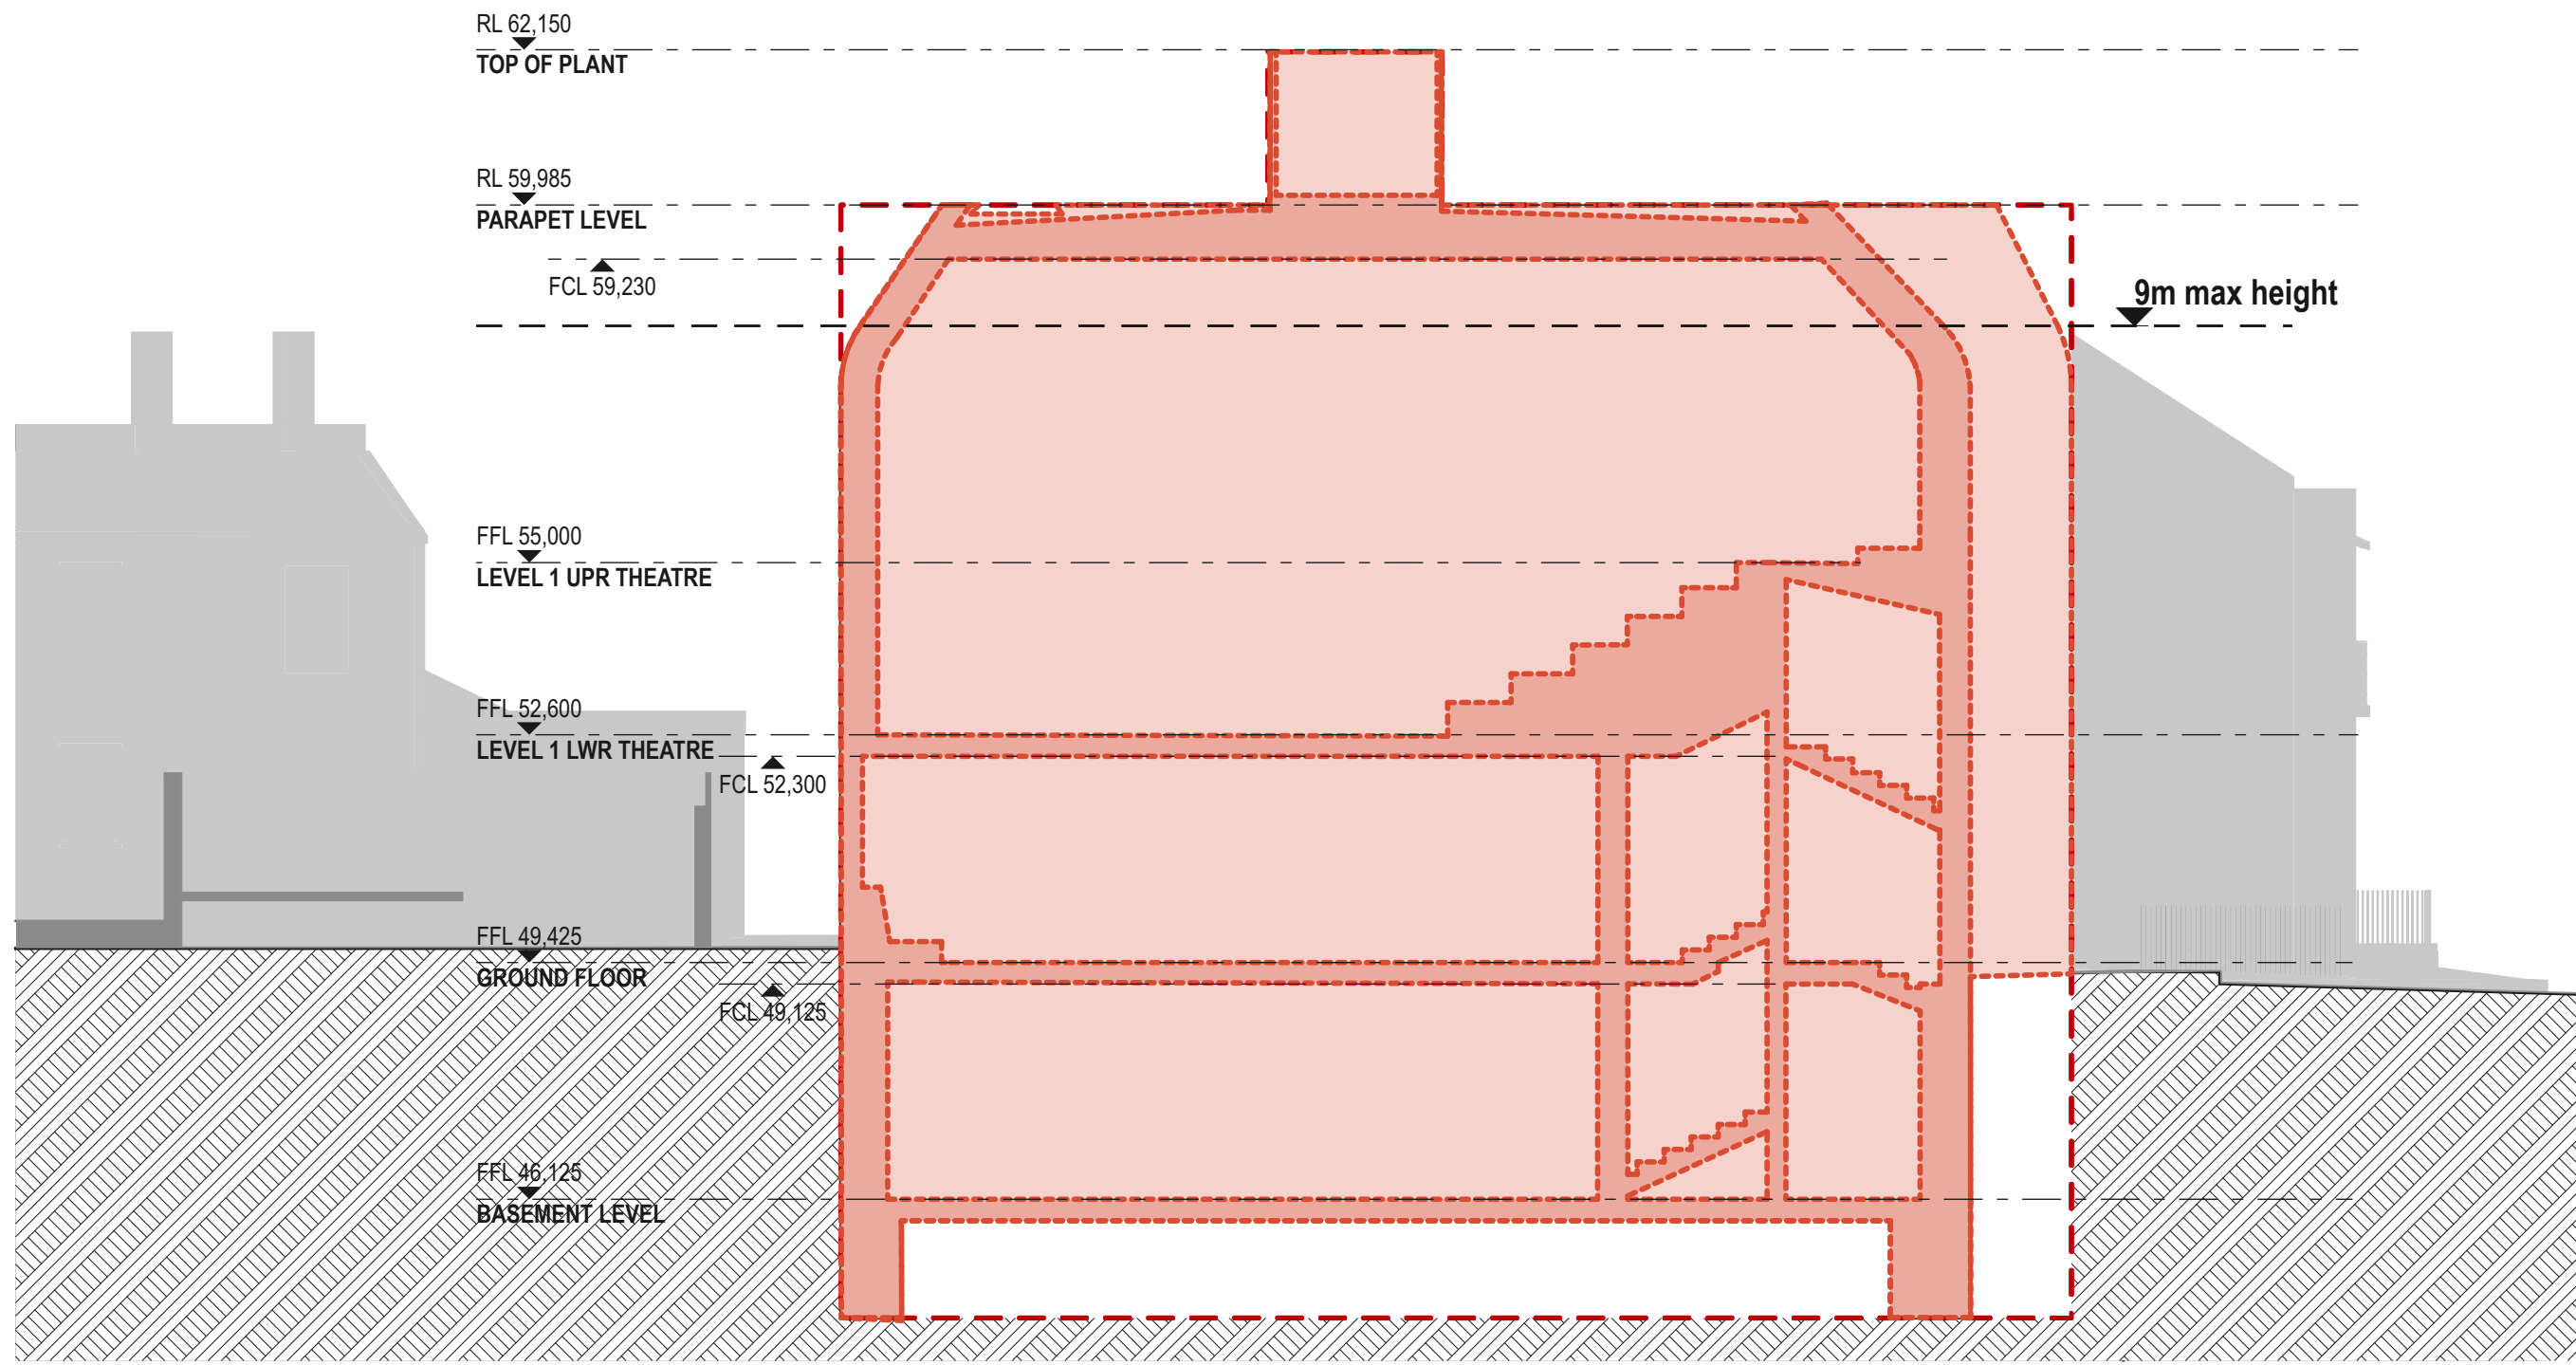 RL 62,150
TOP OF PLANT
RL 59,985
PARAPET LEVEL
FCL 59,230
9m max height
FFL 55,000
LEVEL 1 UPR THEATRE
FFL 52,600
LEVEL 1 LWR THEATRE
FCL 52,300
FFL 49,425
GROUND FLOOR
FCL 49,125
FFL 46,125
BASEMENT LEVEL